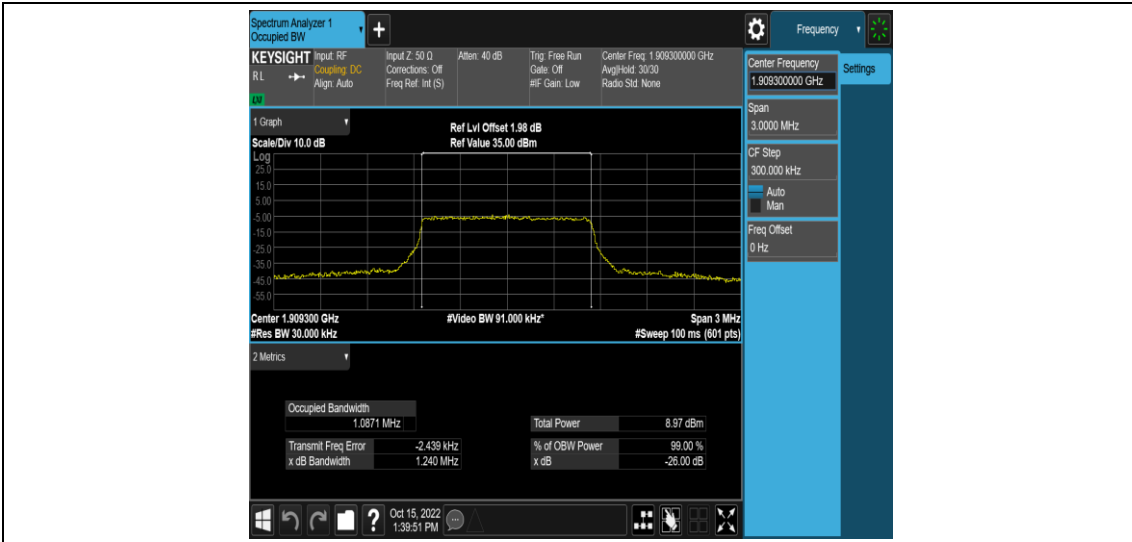 Spectrum Analyzer 1
Occupied BW
+
Frequency
KEYSIGHT
RL
LXI
Input: RF
Coupling: DC
Align: Auto
Input Z: 50 Ω
Corrections: Off
Freq Ref: Int (S)
Atten: 40 dB
Trig: Free Run
Gate: Off
#IF Gain: Low
Center Freq: 1.909300000 GHz
Avg|Hold: 30/30
Radio Std: None
Center Frequency
1.909300000 GHz
Settings
Span
3.0000 MHz
CF Step
300.000 kHz
Auto
Man
Freq Offset
0 Hz
1 Graph
Scale/Div 10.0 dB
Ref Lvl Offset 1.98 dB
Ref Value 35.00 dBm
Log
25.0
15.0
5.00
-5.00
-15.0
-25.0
-35.0
-45.0
-55.0
Center 1.909300 GHz
#Video BW 91.000 kHz*
Span 3 MHz
#Res BW 30.000 kHz
#Sweep 100 ms (601 pts)
2 Metrics
Occupied Bandwidth
1.0871 MHz
Total Power 8.97 dBm
Transmit Freq Error -2.439 kHz
% of OBW Power 99.00 %
x dB Bandwidth 1.240 MHz
x dB -26.00 dB
?
Oct 15, 2022
1:39:51 PM